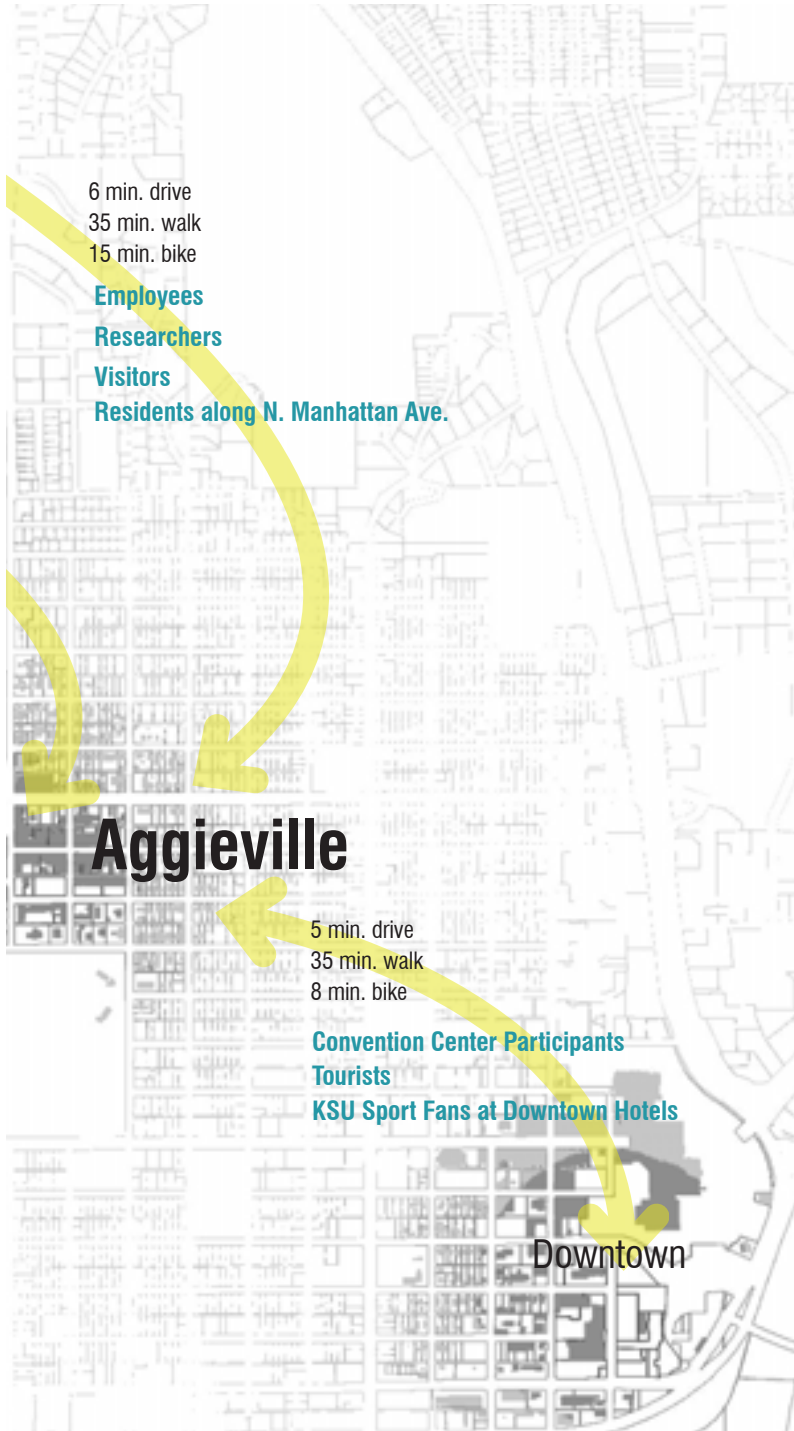 6 min. drive
35 min. walk
15 min. bike
Employees
Researchers
Visitors
Residents along N. Manhattan Ave.
Aggieville
5 min. drive
35 min. walk
8 min. bike
Convention Center Participants
Tourists
KSU Sport Fans at Downtown Hotels
Downtown